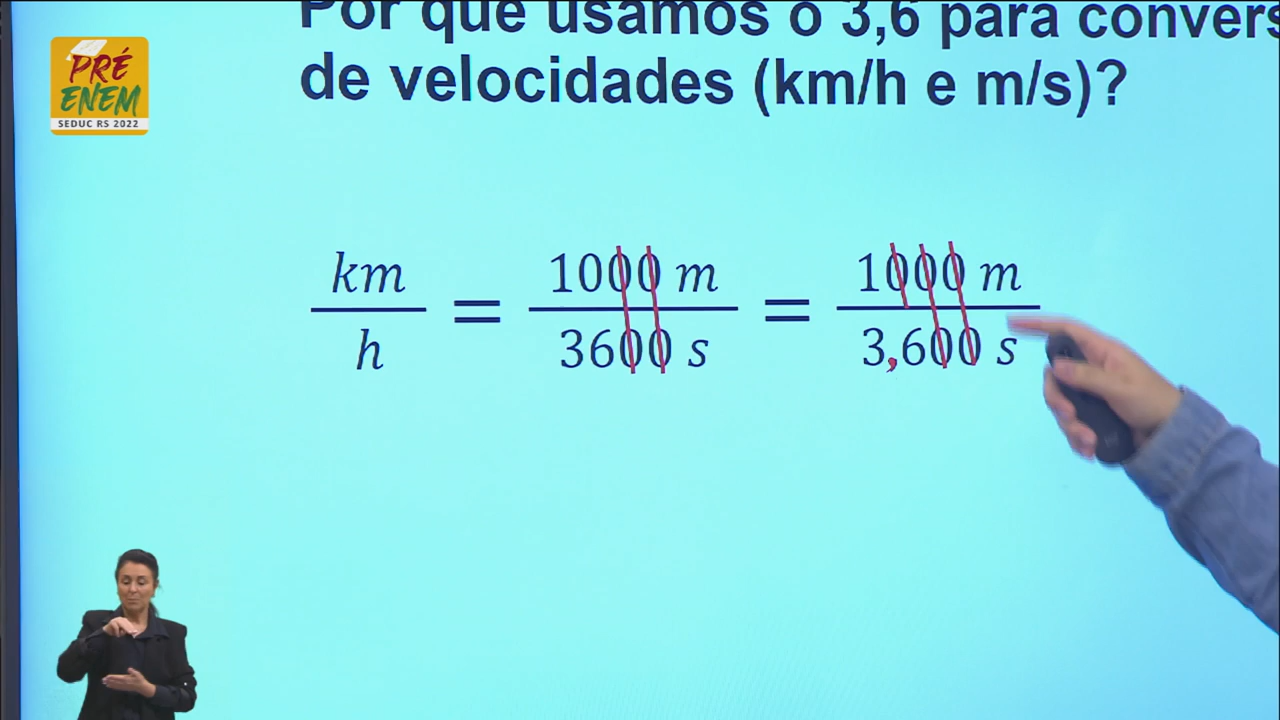 Por que usamos o 3,6 para convers
de velocidades (km/h e m/s)?
PRÉ
ENEM
SEDUC RS 2022
km/h = 1000 m/3600 s = 1000 m/3,600 s